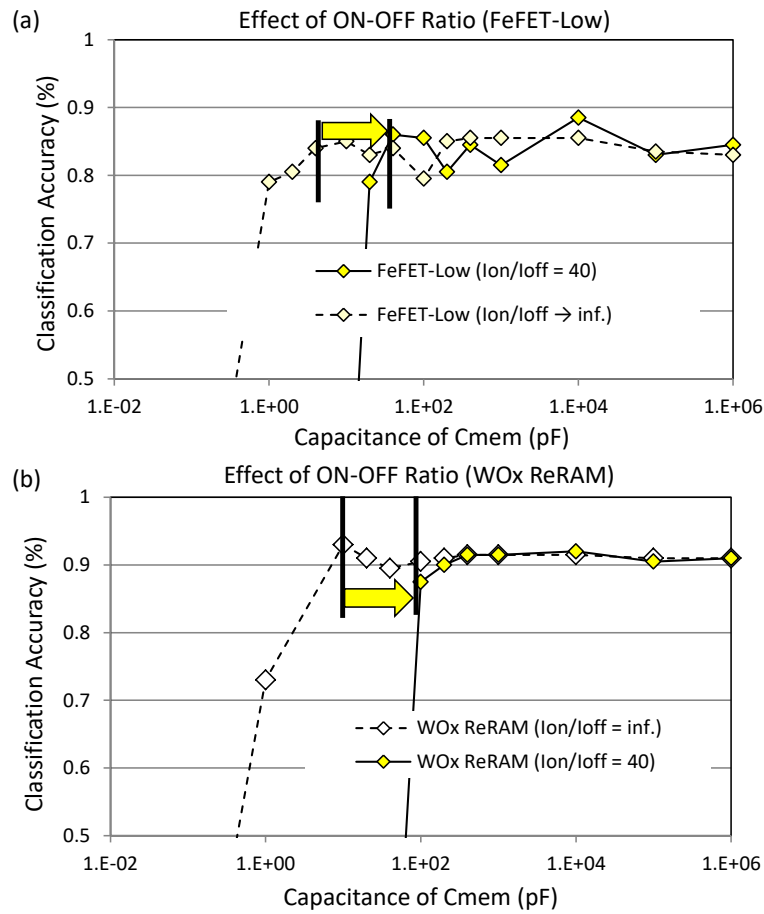 (a)
Effect of ON-OFF Ratio (FeFET-Low)
Classification Accuracy (%)
1
0.9
0.8
0.7
0.6
0.5
FeFET-Low (Ion/Ioff = 40)
FeFET-Low (Ion/Ioff → inf.)
1.E-02 1.E+00 1.E+02 1.E+04 1.E+06
Capacitance of Cmem (pF)
(b)
Effect of ON-OFF Ratio (WOx ReRAM)
Classification Accuracy (%)
1
0.9
0.8
0.7
0.6
0.5
WOx ReRAM (Ion/Ioff = inf.)
WOx ReRAM (Ion/Ioff = 40)
1.E-02 1.E+00 1.E+02 1.E+04 1.E+06
Capacitance of Cmem (pF)